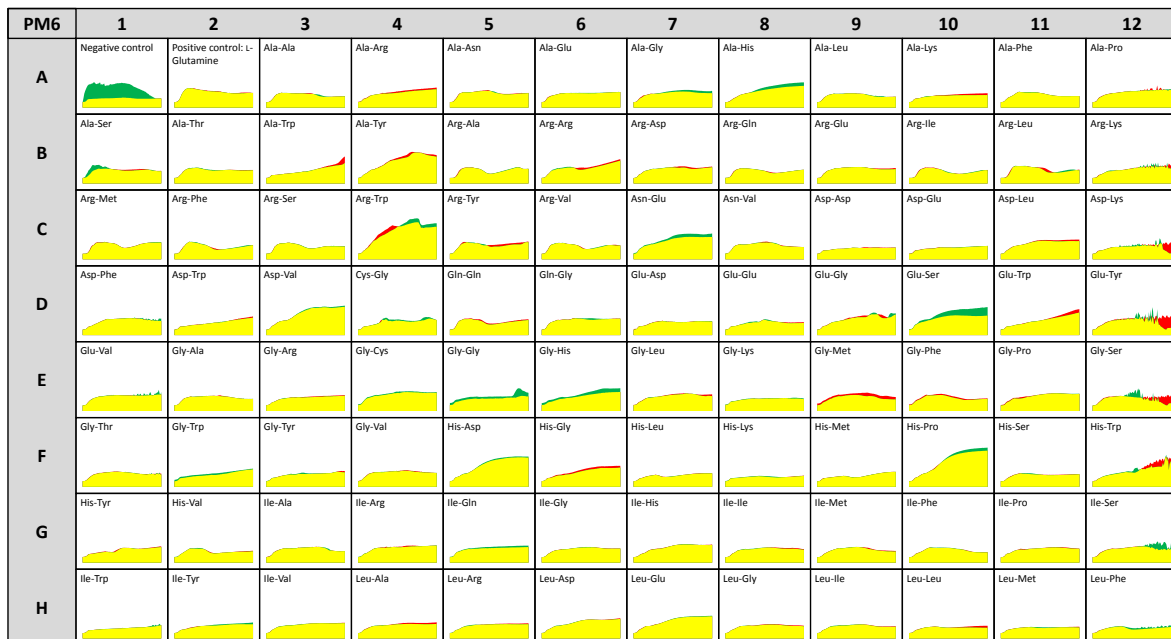 PM6 1 2 3 4 5 6 7 8 9 10 11 12
A
Negative control Positive control: L- Ala-Ala Ala-Arg Ala-Asn Ala-Glu Ala-Gly Ala-His Ala-Leu Ala-Lys Ala-Phe Ala-Pro
Glutamine
B
Ala-Ser Ala-Thr Ala-Trp Ala-Tyr Arg-Ala Arg-Arg Arg-Asp Arg-Gln Arg-Glu Arg-Ile Arg-Leu Arg-Lys
C
Arg-Met Arg-Phe Arg-Ser Arg-Trp Arg-Tyr Arg-Val Asn-Glu Asn-Val Asp-Asp Asp-Glu Asp-Leu Asp-Lys
D
Asp-Phe Asp-Trp Asp-Val Cys-Gly Gln-Gln Gln-Gly Glu-Asp Glu-Glu Glu-Gly Glu-Ser Glu-Trp Glu-Tyr
E
Glu-Val Gly-Ala Gly-Arg Gly-Cys Gly-Gly Gly-His Gly-Leu Gly-Lys Gly-Met Gly-Phe Gly-Pro Gly-Ser
F
Gly-Thr Gly-Trp Gly-Tyr Gly-Val His-Asp His-Gly His-Leu His-Lys His-Met His-Pro His-Ser His-Trp
G
His-Tyr His-Val Ile-Ala Ile-Arg Ile-Gln Ile-Gly Ile-His Ile-Ile Ile-Met Ile-Phe Ile-Pro Ile-Ser
H
Ile-Trp Ile-Tyr Ile-Val Leu-Ala Leu-Arg Leu-Asp Leu-Glu Leu-Gly Leu-Ile Leu-Leu Leu-Met Leu-Phe